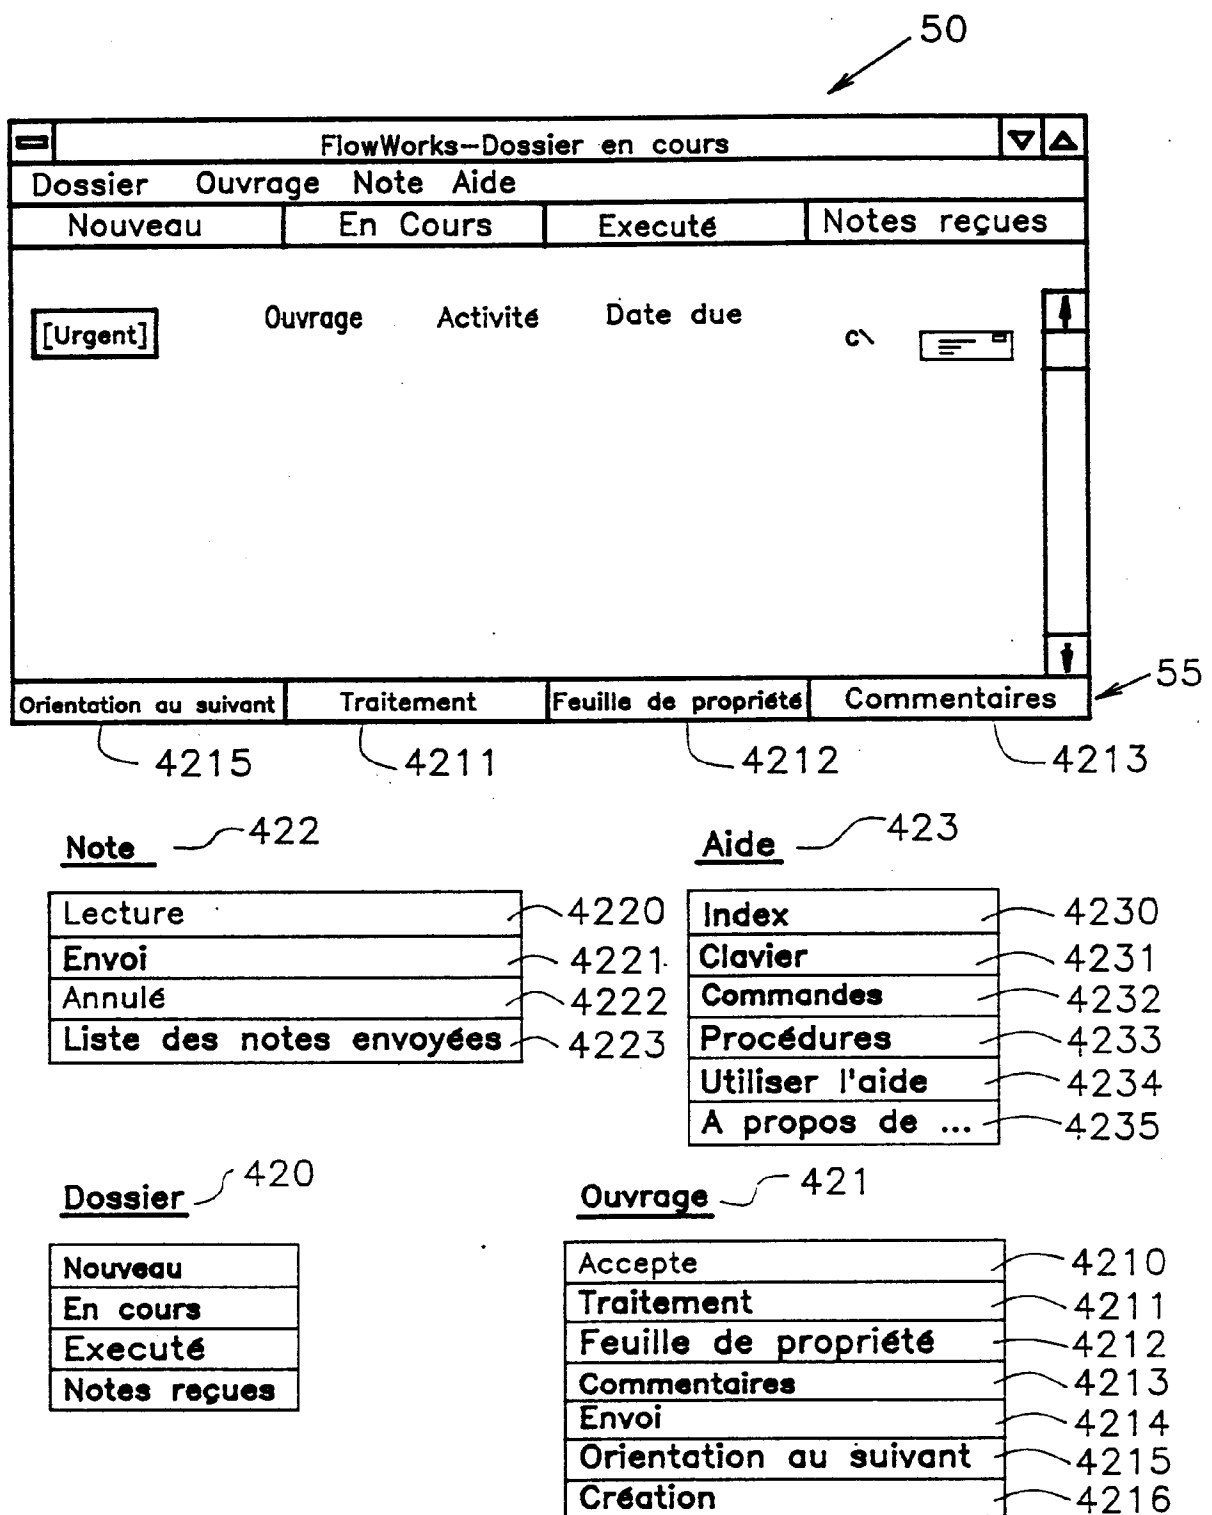 50
FlowWorks-Dossier en cours
Dossier Ouvrage Note Aide
Nouveau En Cours Executé Notes reçues
[Urgent] Ouvrage Activité Date due c\
Orientation au suivant Traitement Feuille de propriété Commentaires 55
4215 4211 4212 4213
Note 422
Lecture 4220
Envoi 4221
Annulé 4222
Liste des notes envoyées 4223
Aide 423
Index 4230
Clavier 4231
Commandes 4232
Procédures 4233
Utiliser l'aide 4234
A propos de ... 4235
Dossier 420
Nouveau
En cours
Executé
Notes reçues
Ouvrage 421
Accepte 4210
Traitement 4211
Feuille de propriété 4212
Commentaires 4213
Envoi 4214
Orientation au suivant 4215
Création 4216